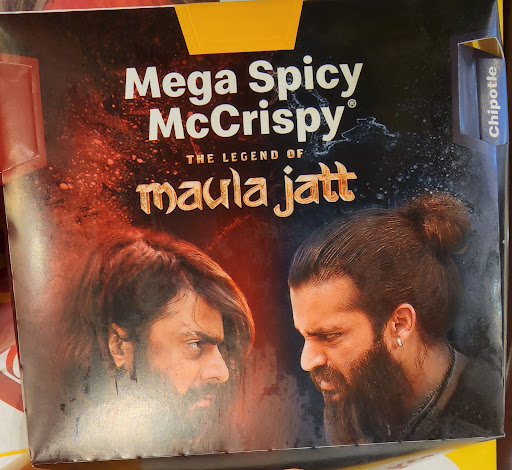 Mega Spicy
McCrispy®
THE LEGEND OF
maula jatt
Chipotle